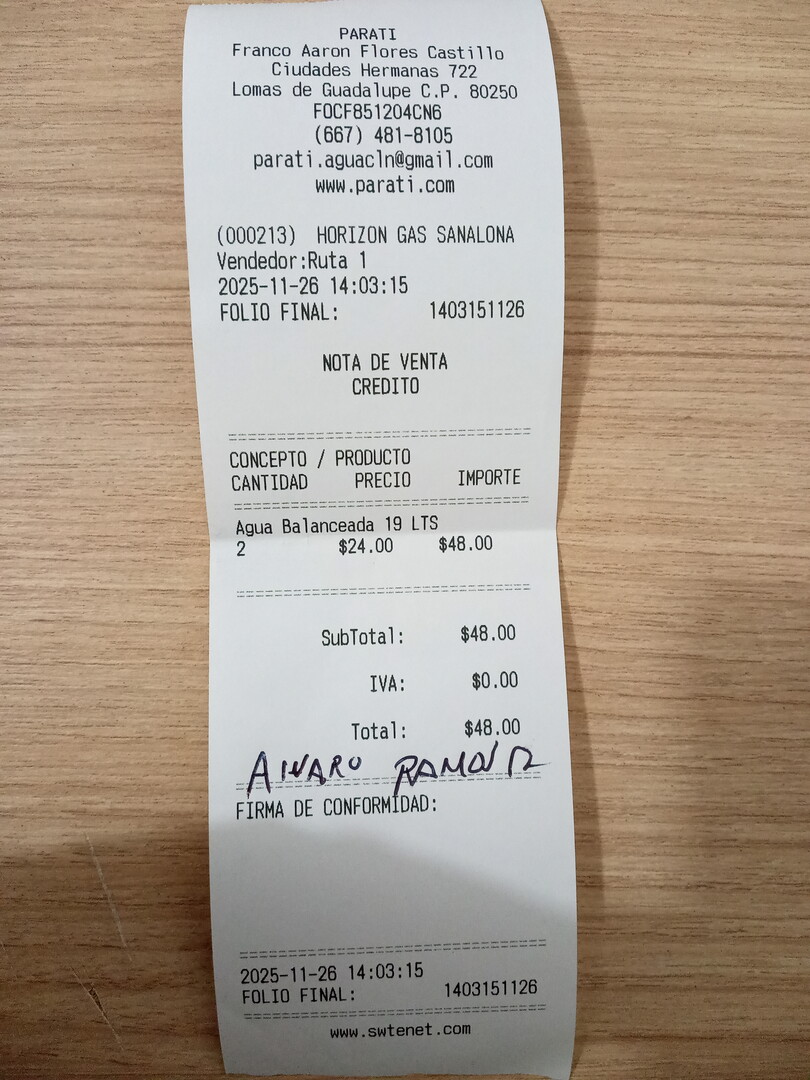 PARATI
Franco Aaron Flores Castillo
Ciudades Hermanas 722
Lomas de Guadalupe C.P. 80250
FOCF851204CN6
(667) 481-8105
parati.aguacln@gmail.com
www.parati.com
(000213) HORIZON GAS SANALONA
Vendedor:Ruta 1
2025-11-26 14:03:15
FOLIO FINAL: 1403151126
NOTA DE VENTA
CREDITO
CONCEPTO / PRODUCTO
CANTIDAD PRECIO IMPORTE
Agua Balanceada 19 LTS
2 $24.00 $48.00
SubTotal: $48.00
IVA: $0.00
Total: $48.00
FIRMA DE CONFORMIDAD:
2025-11-26 14:03:15
FOLIO FINAL: 1403151126
www.swtenet.com